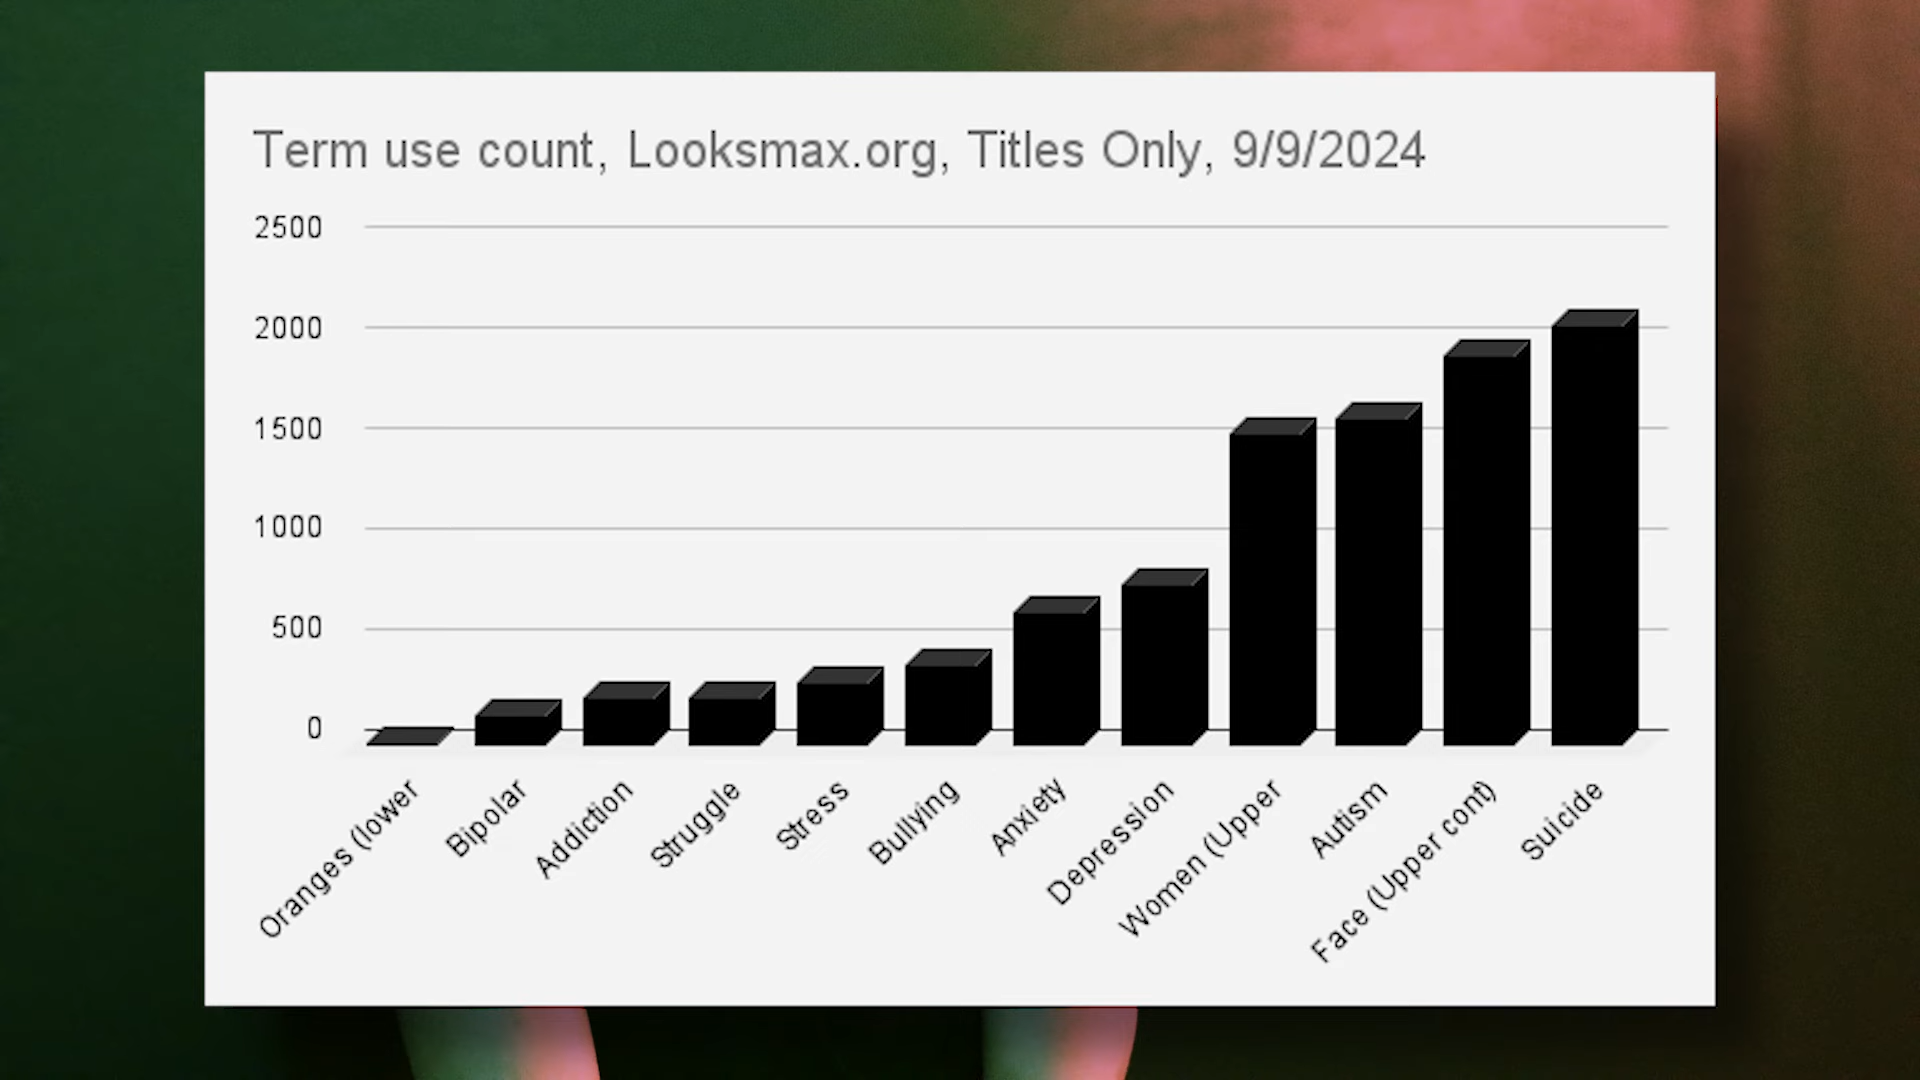 Term use count, Looksmax.org, Titles Only, 9/9/2024
2500
2000
1500
1000
500
0
Oranges (lower
Bipolar
Addiction
Struggle
Stress
Bullying
Anxiety
Depression
Women (Upper
Autism
Face (Upper cont)
Suicide